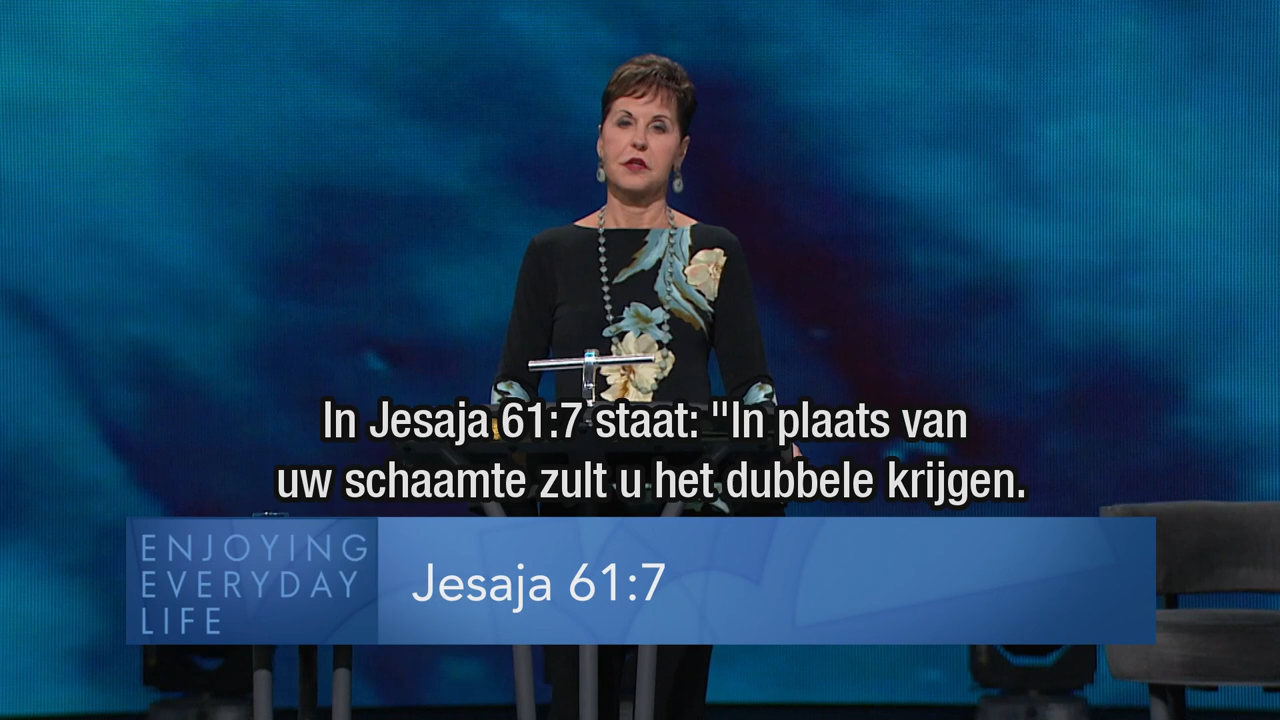 In Jesaja 61:7 staat: "In plaats van
uw schaamte zult u het dubbele krijgen.
ENJOYING
EVERYDAY
LIFE
Jesaja 61:7